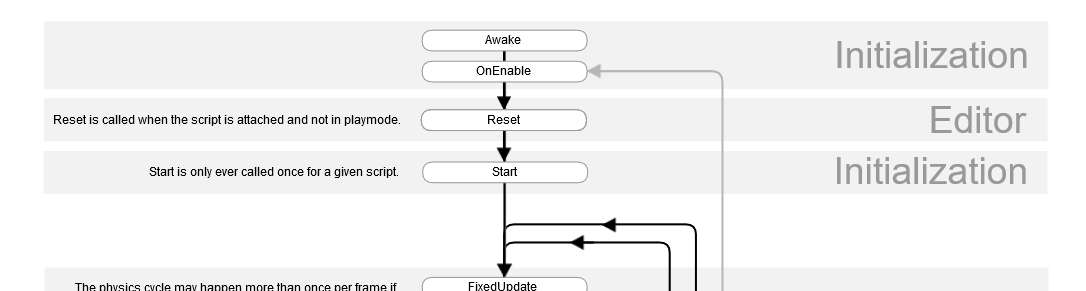 Awake
Initialization
OnEnable
Reset is called when the script is attached and not in playmode.
Reset
Editor
Start is only ever called once for a given script.
Start
Initialization
The physics cycle may happen more than once per frame if
FixedUpdate